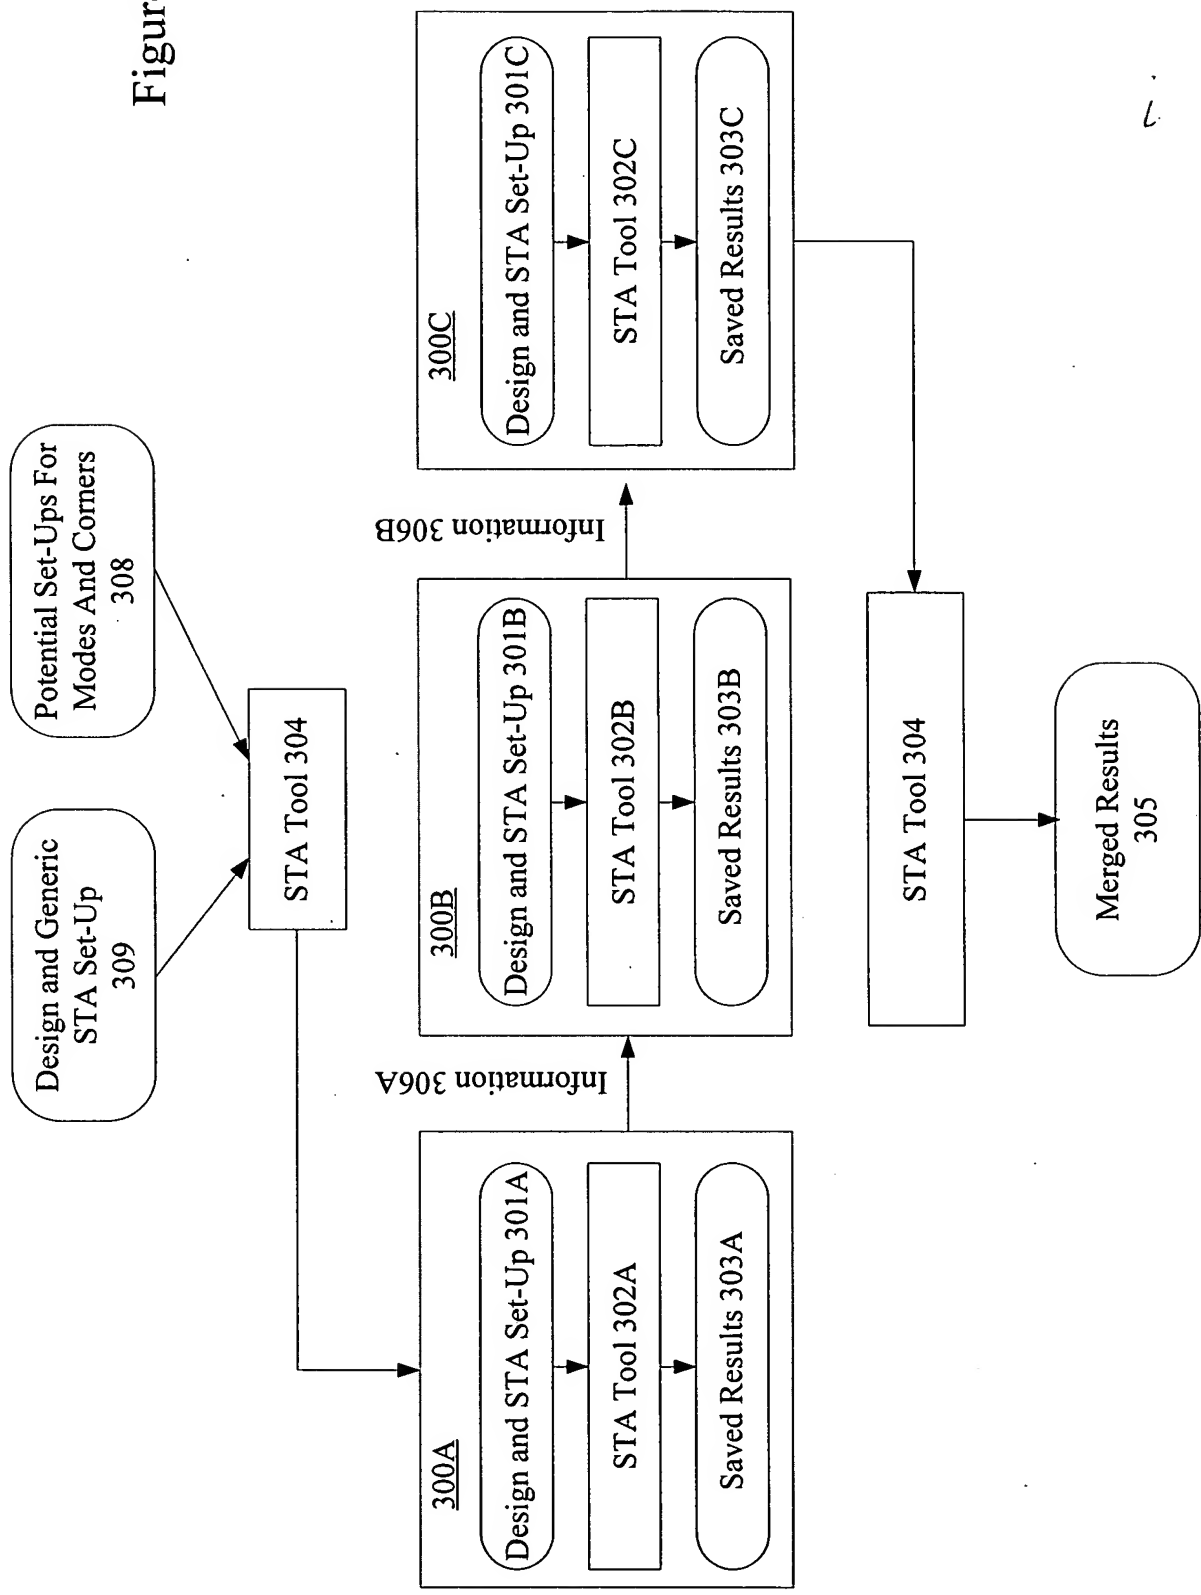 Figur
Design and Generic
STA Set-Up
309
Potential Set-Ups For
Modes And Corners
308
STA Tool 304
300A
Design and STA Set-Up 301A
STA Tool 302A
Saved Results 303A
Information 306A
300B
Design and STA Set-Up 301B
STA Tool 302B
Saved Results 303B
Information 306B
300C
Design and STA Set-Up 301C
STA Tool 302C
Saved Results 303C
STA Tool 304
Merged Results
305